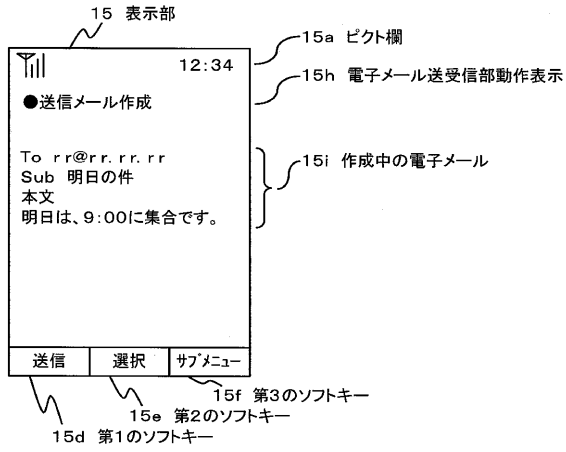 15 表示部
12:34
15a ピクト欄
●送信メール作成
15h 電子メール送受信部動作表示
To rr@rr.rr.rr
Sub 明日の件
本文
明日は、9:00に集合です。
15i 作成中の電子メール
送信 選択 ｻﾌﾞﾒﾆｭｰ
15f 第3のソフトキー
15e 第2のソフトキー
15d 第1のソフトキー